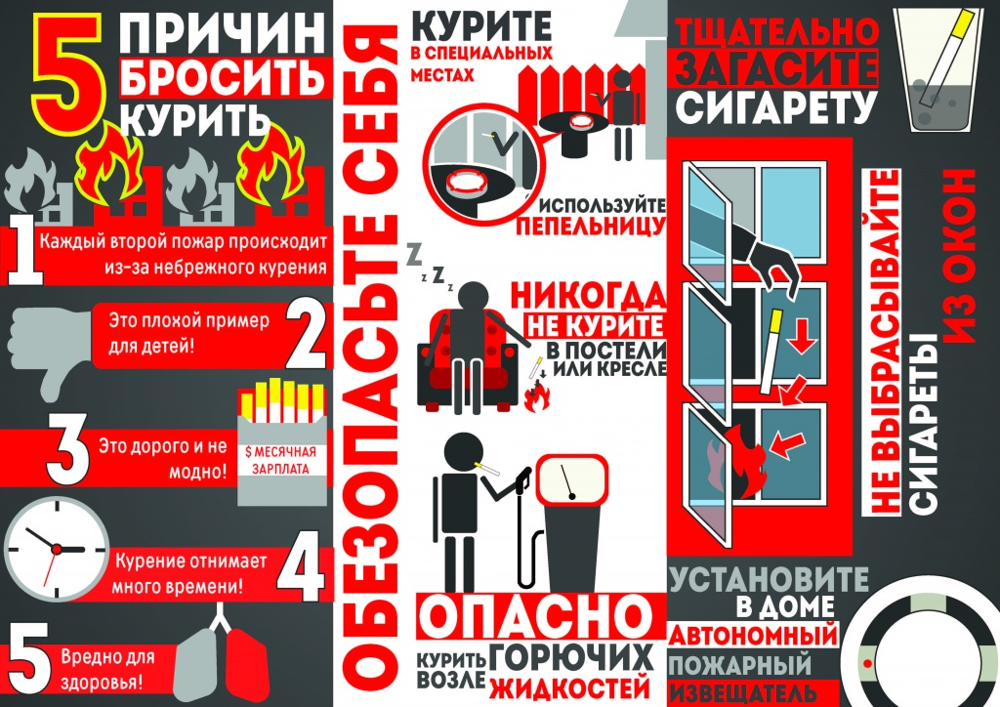 5 ПРИЧИН
БРОСИТЬ
КУРИТЬ
1 Каждый второй пожар происходит
из-за небрежного курения
Это плохой пример
для детей! 2
3 Это дорого и не
модно!
$ МЕСЯЧНАЯ
ЗАРПЛАТА
Курение отнимает
много времени! 4
5 Вредно для
здоровья!
ОБЕЗОПАСЬТЕ СЕБЯ
КУРИТЕ
В СПЕЦИАЛЬНЫХ
МЕСТАХ
ИСПОЛЬЗУЙТЕ
ПЕПЕЛЬНИЦУ
Z z Z z
НИКОГДА
НЕ КУРИТЕ
В ПОСТЕЛИ
ИЛИ КРЕСЛЕ
ОПАСНО
КУРИТЬ
ВОЗЛЕ
ГОРЮЧИХ
ЖИДКОСТЕЙ
ТЩАТЕЛЬНО
ЗАГАСИТЕ
СИГАРЕТУ
НЕ ВЫБРАСЫВАЙТЕ
СИГАРЕТЫ
ИЗ ОКОН
УСТАНОВИТЕ
В ДОМЕ
АВТОНОМНЫЙ
ПОЖАРНЫЙ
ИЗВЕЩАТЕЛЬ